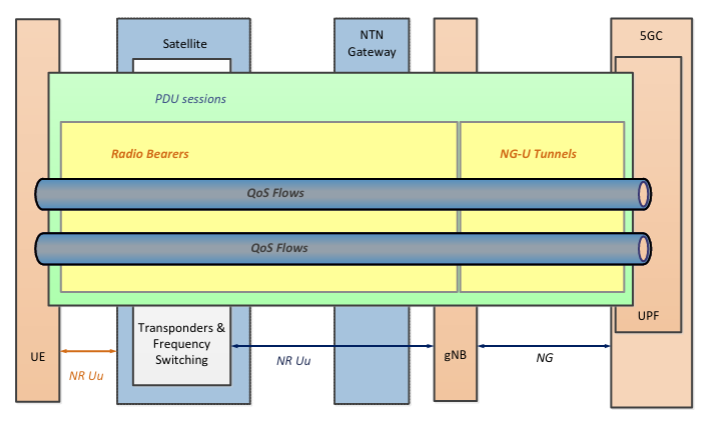 Satellite
NTN
Gateway
5GC
PDU sessions
Radio Bearers
NG-U Tunnels
QoS Flows
QoS Flows
Transponders &
Frequency
Switching
UPF
UE
NR Uu
NR Uu
gNB
NG